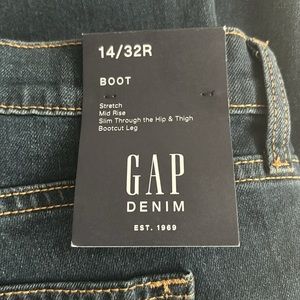 14/32R
BOOT
Stretch
Mid Rise
Slim Through the Hip & Thigh
Bootcut Leg
GAP
DENIM
EST. 1969